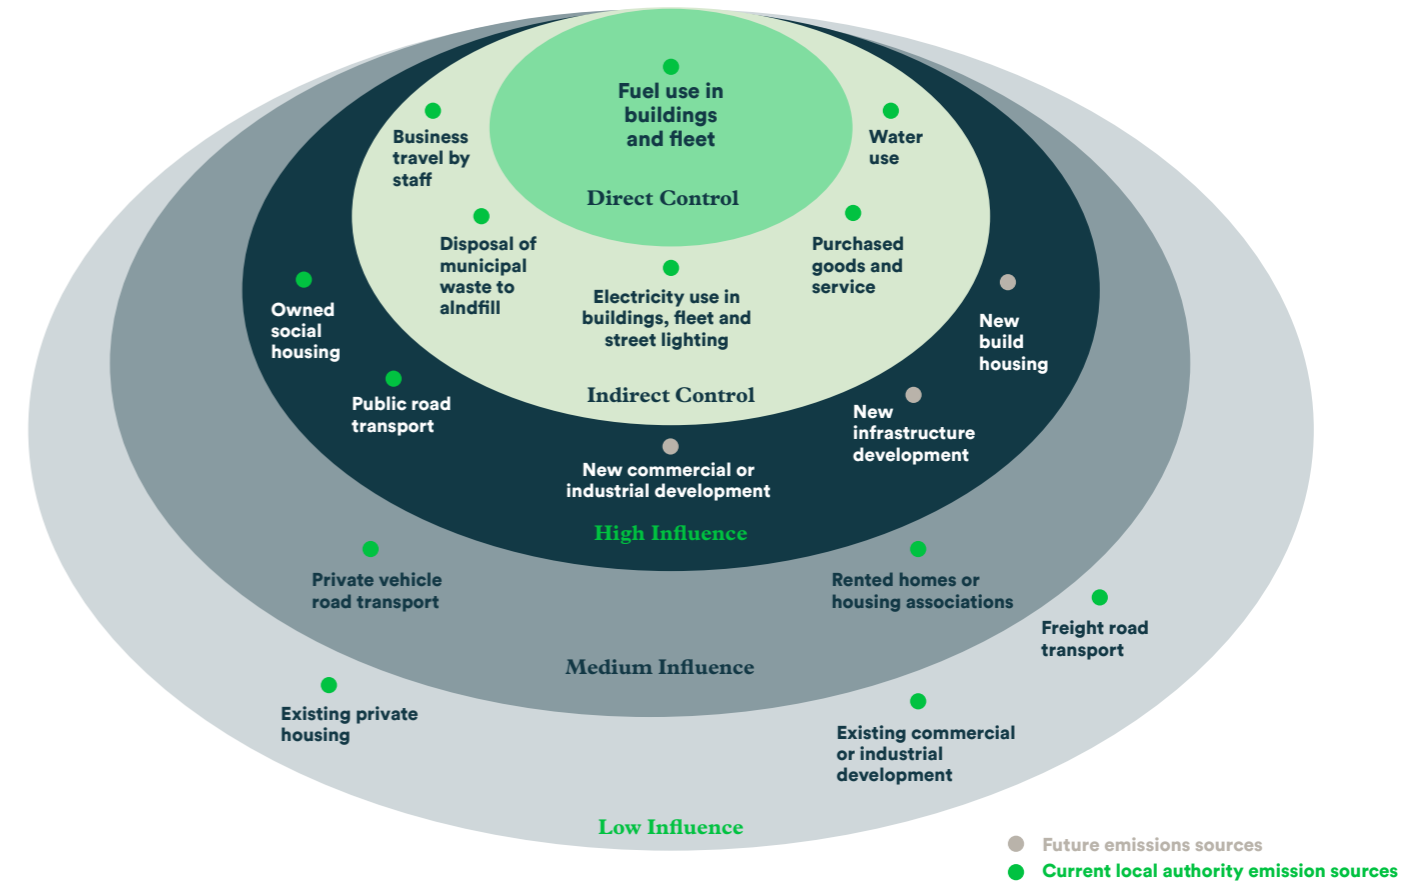 Fuel use in
buildings
and fleet
Direct Control
Business
travel by
staff
Water
use
Disposal of
municipal
waste to
alndfill
Purchased
goods and
service
Electricity use in
buildings, fleet and
street lighting
Indirect Control
Owned
social
housing
New
build
housing
Public road
transport
New
infrastructure
development
New commercial or
industrial development
High Influence
Private vehicle
road transport
Rented homes or
housing associations
Medium Influence
Freight road
transport
Existing private
housing
Existing commercial
or industrial
development
Low Influence
Future emissions sources
Current local authority emission sources